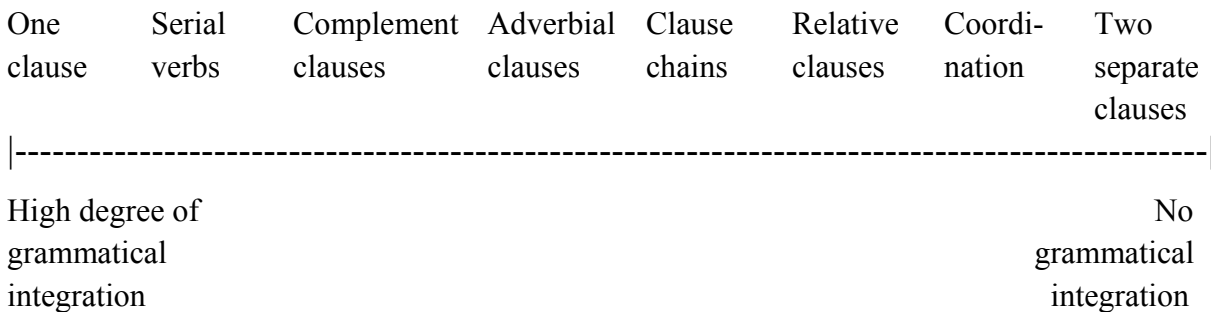 One Serial Complement Adverbial Clause Relative Coordi- Two
clause verbs clauses clauses chains clauses nation separate
clauses
|---------------------------------------------------------------------------------------------------|
High degree of No
grammatical grammatical
integration integration